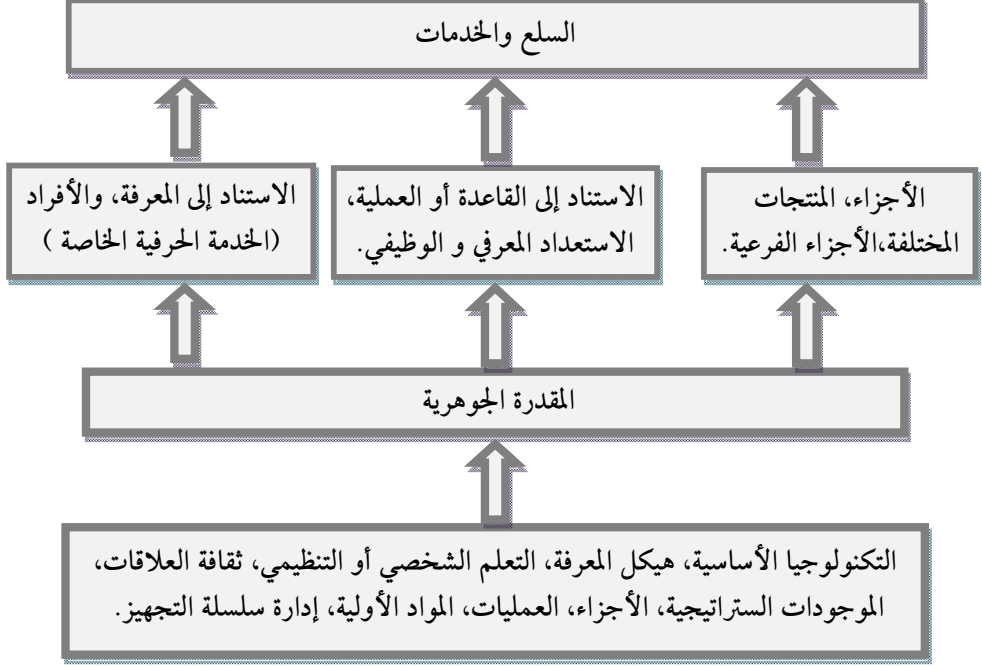 السلع والخدمات
الأجزاء، المنتجات
المختلفة،الأجزاء الفرعية.
الاستناد إلى القاعدة أو العملية،
الاستعداد المعرفي و الوظيفي.
الاستناد إلى المعرفة، والأفراد
(الخدمة الحرفية الخاصة )
المقدرة الجوهرية
التكنولوجيا الأساسية، هيكل المعرفة، التعلم الشخصي أو التنظيمي، ثقافة العلاقات،
الموجودات الستراتيجية، الأجزاء، العمليات، المواد الأولية، إدارة سلسلة التجهيز.